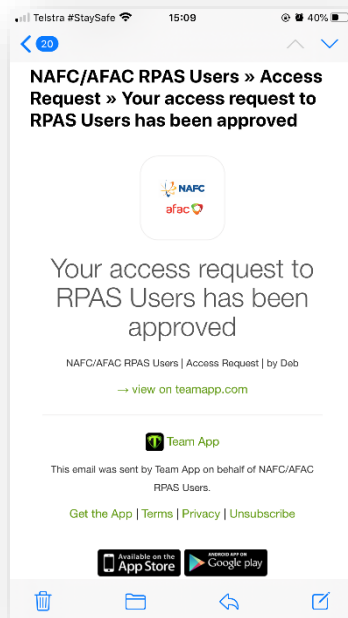 Telstra #StaySafe 15:09 40%
20
NAFC/AFAC RPAS Users » Access
Request » Your access request to
RPAS Users has been approved
NAFC
afac
Your access request to
RPAS Users has been
approved
NAFC/AFAC RPAS Users | Access Request | by Deb
→ view on teamapp.com
T Team App
This email was sent by Team App on behalf of NAFC/AFAC
RPAS Users.
Get the App | Terms | Privacy | Unsubscribe
Available on the
App Store
ANDROID APP ON
Google play